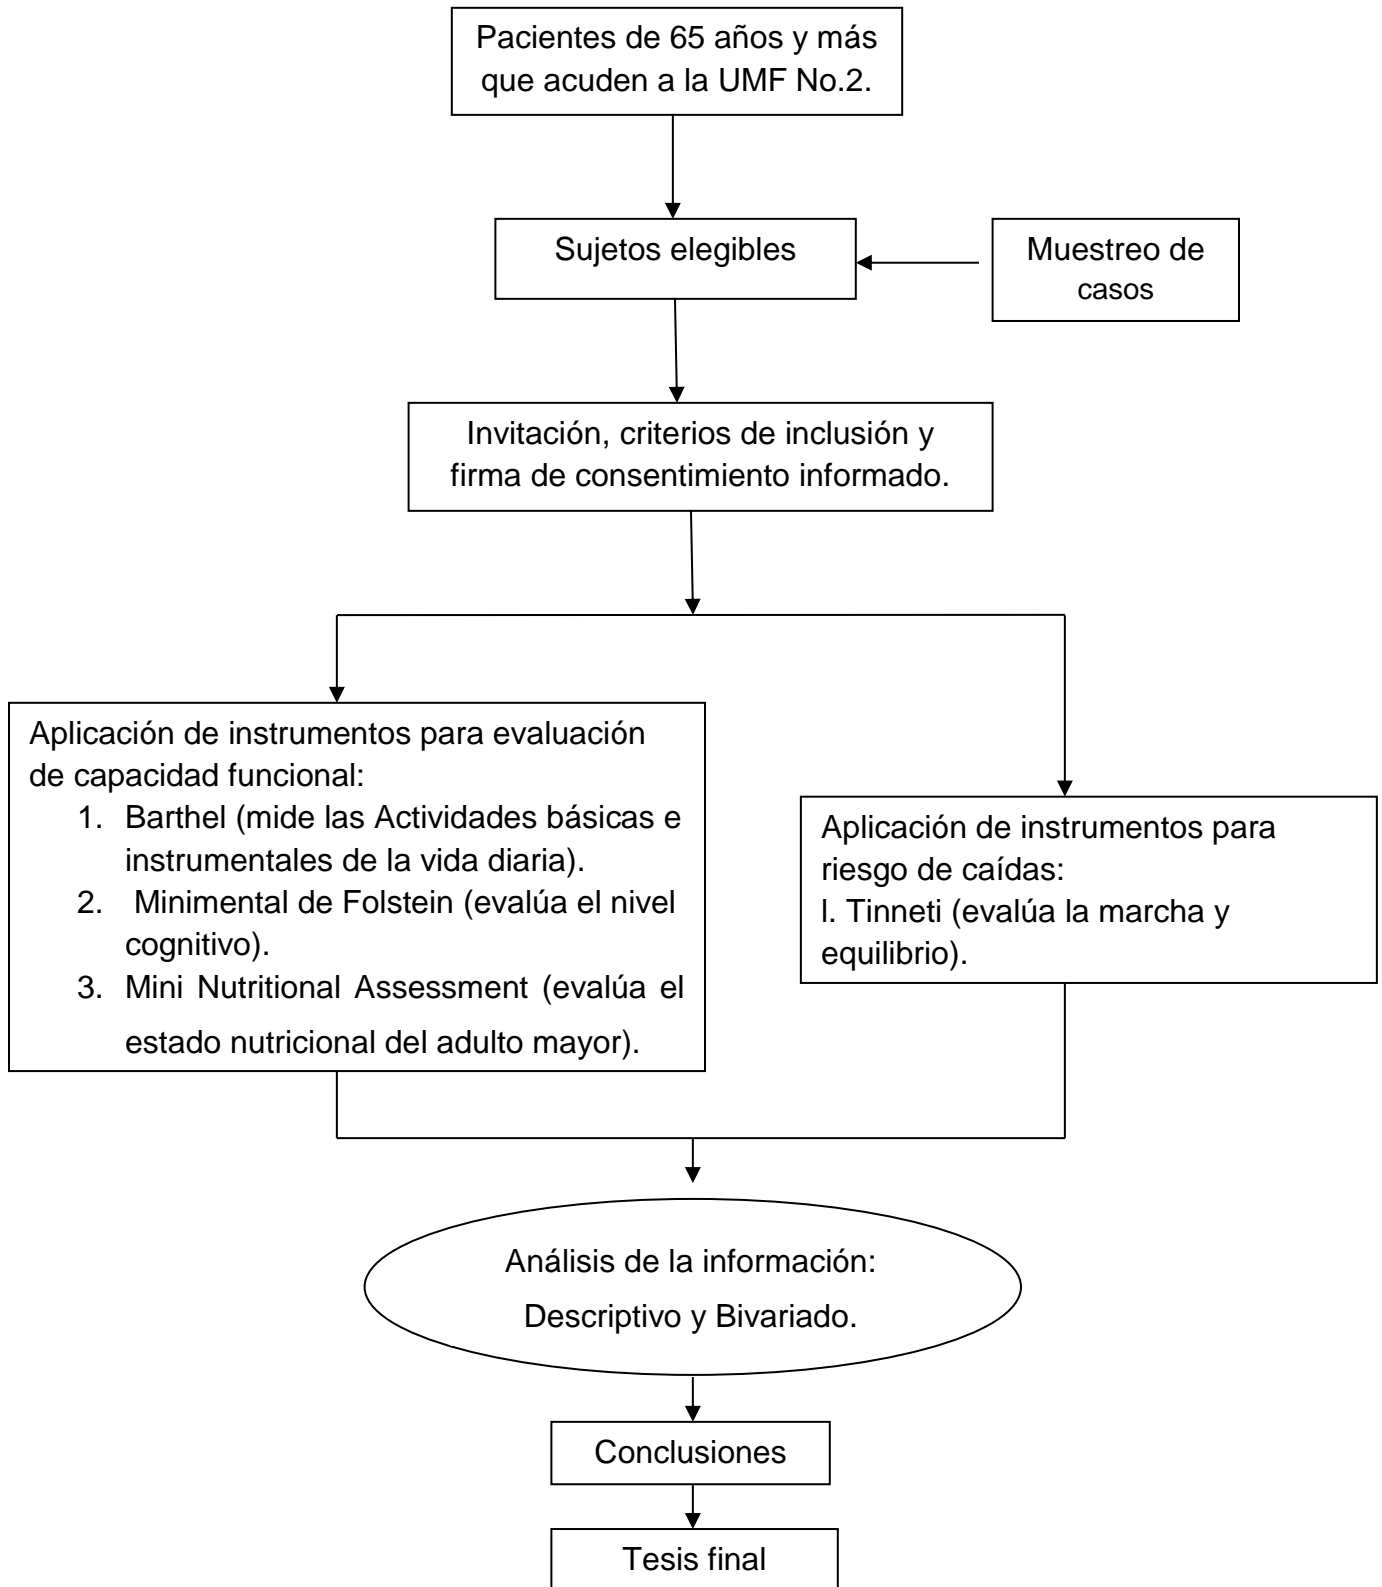 Pacientes de 65 años y más
que acuden a la UMF No.2.
Sujetos elegibles
Muestreo de
casos
Invitación, criterios de inclusión y
firma de consentimiento informado.
Aplicación de instrumentos para evaluación
de capacidad funcional:
1. Barthel (mide las Actividades básicas e
instrumentales de la vida diaria).
2. Minimental de Folstein (evalúa el nivel
cognitivo).
3. Mini Nutritional Assessment (evalúa el
estado nutricional del adulto mayor).
Aplicación de instrumentos para
riesgo de caídas:
I. Tinneti (evalúa la marcha y
equilibrio).
Análisis de la información:
Descriptivo y Bivariado.
Conclusiones
Tesis final